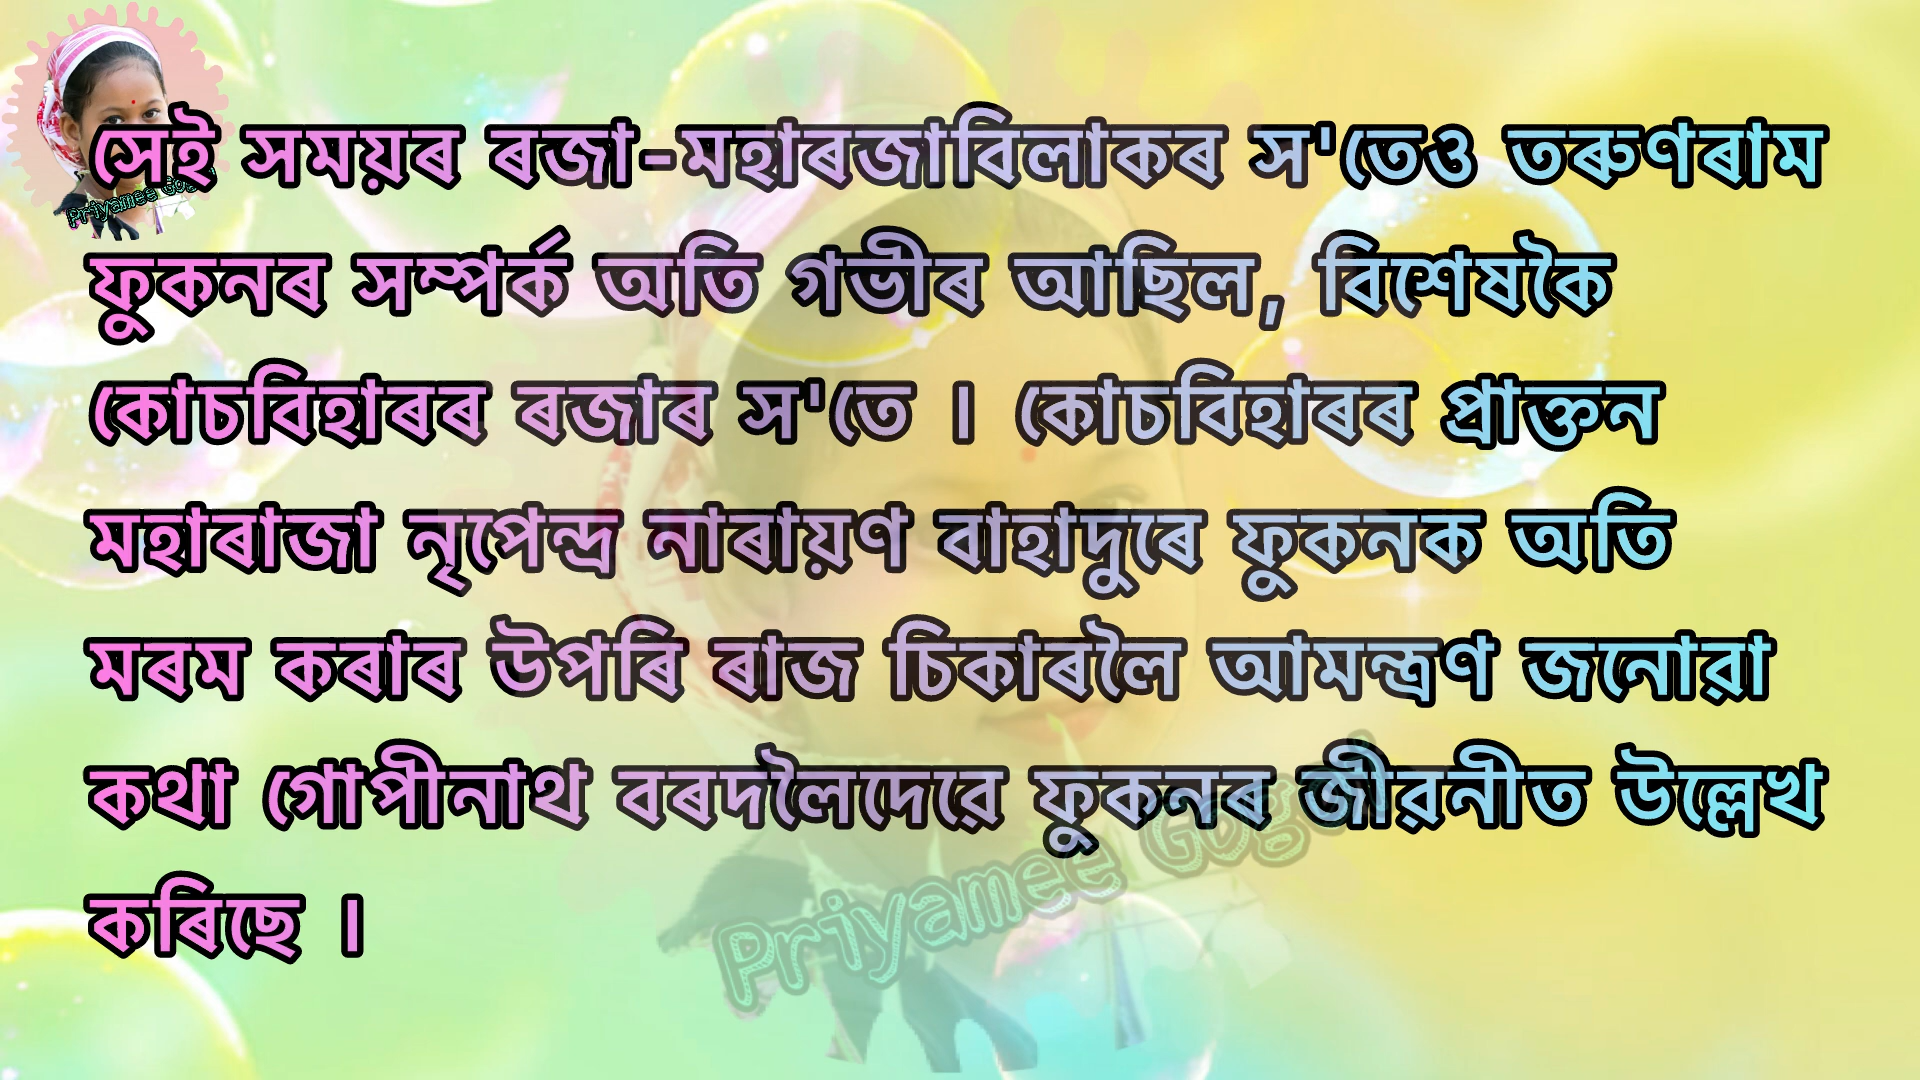 সেই সময়ৰ ৰজা-মহাৰজাবিলাকৰ স'তেও তৰুণৰাম
ফুকনৰ সম্পৰ্ক অতি গভীৰ আছিল, বিশেষকৈ
কোচবিহাৰৰ ৰজাৰ স'তে । কোচবিহাৰৰ প্ৰাক্তন
মহাৰাজা নৃপেন্দ্ৰ নাৰায়ণ বাহাদুৰে ফুকনক অতি
মৰম কৰাৰ উপৰি ৰাজ চিকাৰলৈ আমন্ত্ৰণ জনোৱা
কথা গোপীনাথ বৰদলৈদেৱে ফুকনৰ জীৱনীত উল্লেখ
কৰিছে ।
Priyamee Gogoi
Priyamee Gogoi